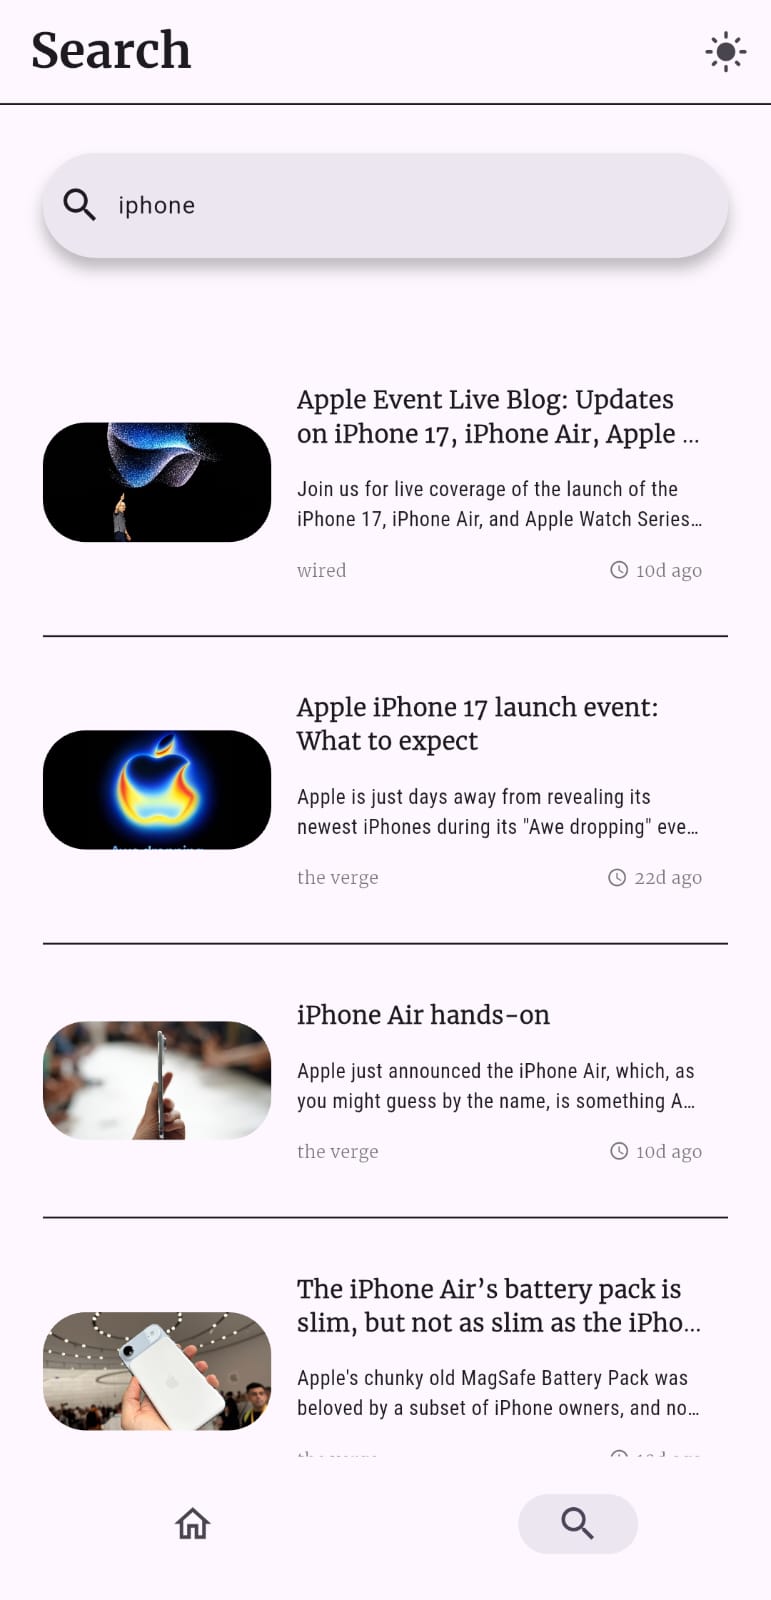 Search
iphone
Apple Event Live Blog: Updates
on iPhone 17, iPhone Air, Apple ...
Join us for live coverage of the launch of the
iPhone 17, iPhone Air, and Apple Watch Series...
wired
10d ago
Apple iPhone 17 launch event:
What to expect
Awe dropping
Apple is just days away from revealing its
newest iPhones during its "Awe dropping" eve...
the verge
22d ago
iPhone Air hands-on
Apple just announced the iPhone Air, which, as
you might guess by the name, is something A...
the verge
10d ago
The iPhone Air’s battery pack is
slim, but not as slim as the iPho...
Apple's chunky old MagSafe Battery Pack was
beloved by a subset of iPhone owners, and no...
the verge